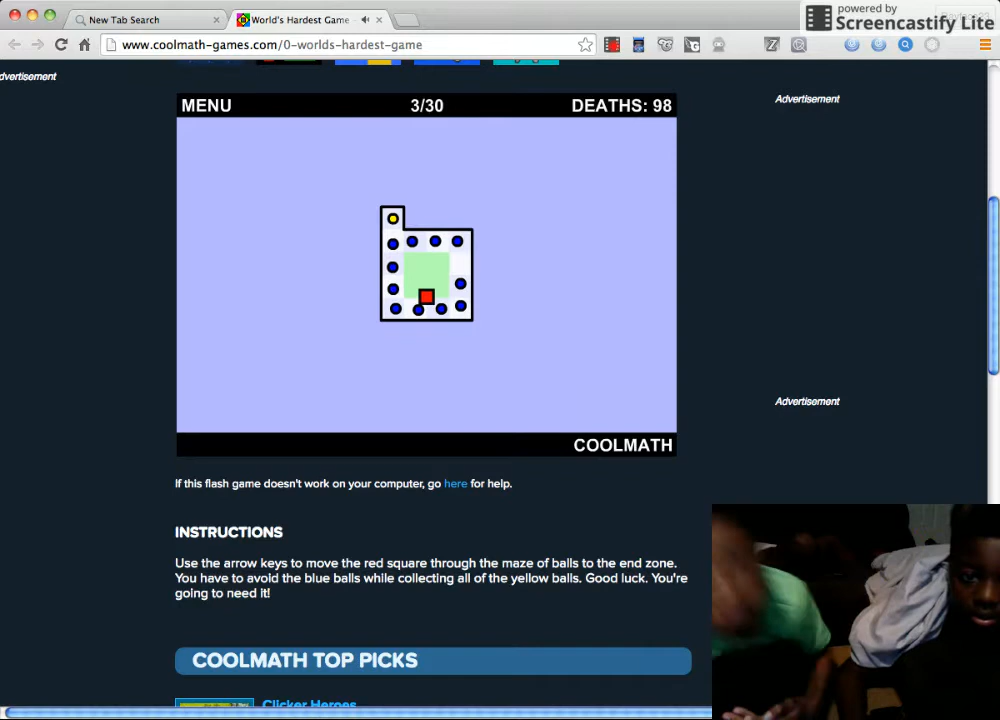 New Tab Search
World's Hardest Game
powered by
Screencastify Lite
www.coolmath-games.com/0-worlds-hardest-game
dvertisement
Advertisement
MENU 3/30 DEATHS: 98
COOLMATH
Advertisement
If this flash game doesn't work on your computer, go here for help.
INSTRUCTIONS
Use the arrow keys to move the red square through the maze of balls to the end zone.
You have to avoid the blue balls while collecting all of the yellow balls. Good luck. You're
going to need it!
COOLMATH TOP PICKS
Clicker Heroes